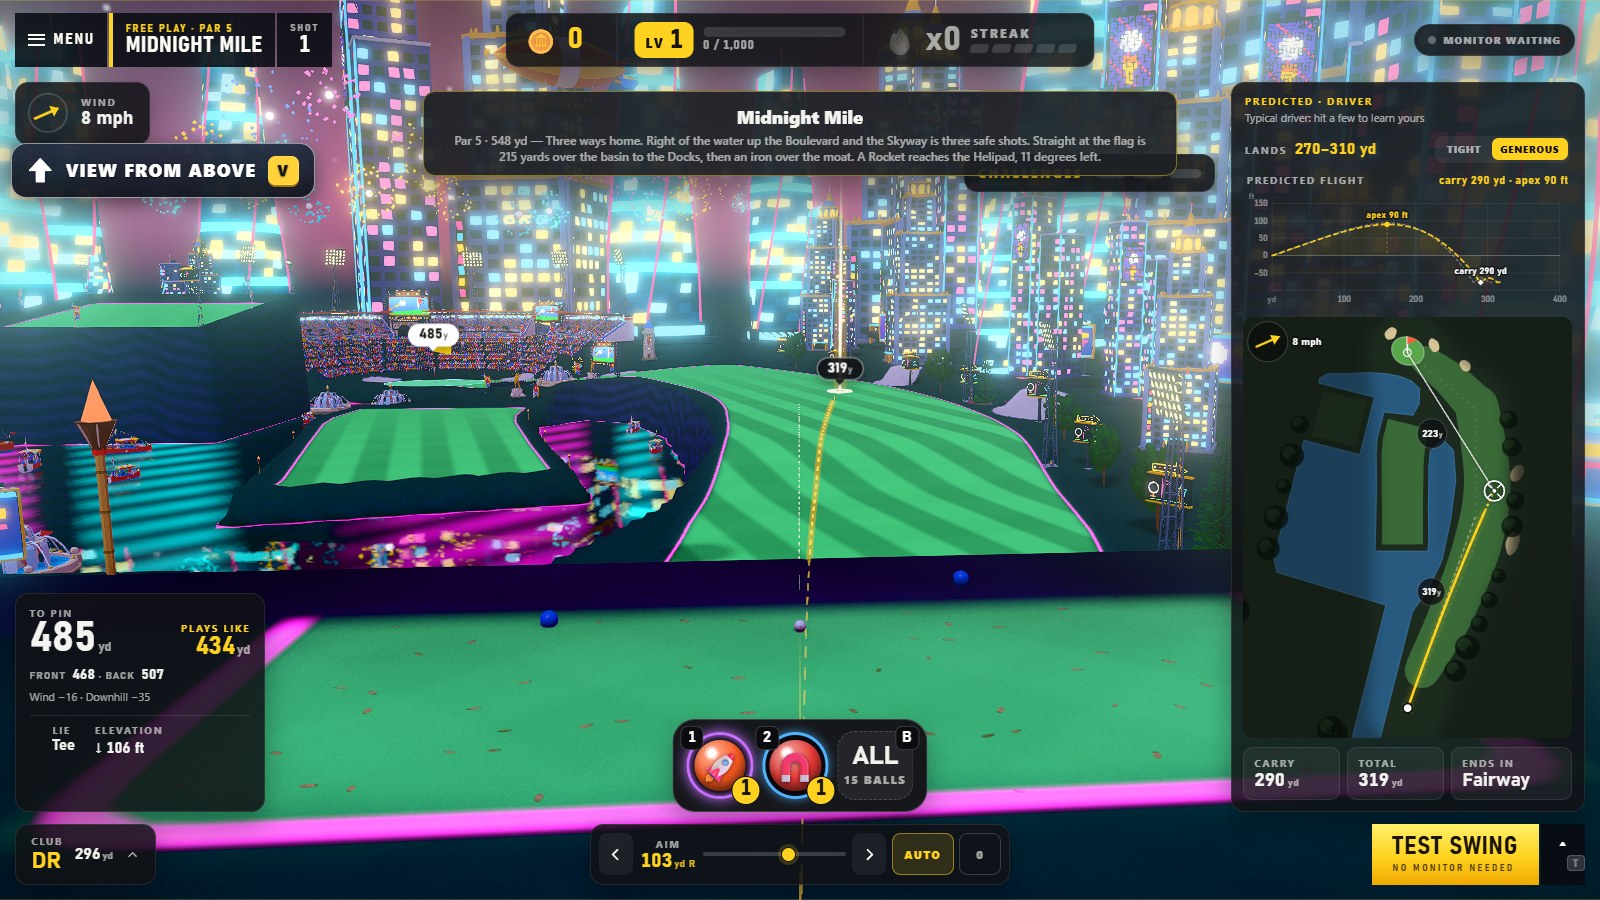 MENU
FREE PLAY · PAR 5
MIDNIGHT MILE
SHOT
1
0
LV 1
0 / 1,000
x0
STREAK
MONITOR WAITING
WIND
8 mph
VIEW FROM ABOVE
V
Midnight Mile
Par 5 · 548 yd — Three ways home. Right of the water up the Boulevard and the Skyway is three safe shots. Straight at the flag is
215 yards over the basin to the Docks, then an iron over the moat. A Rocket reaches the Helipad, 11 degrees left.
CHALLENGES
PREDICTED · DRIVER
Typical driver: hit a few to learn yours
LANDS 270–310 yd
TIGHT
GENEROUS
PREDICTED FLIGHT
carry 290 yd · apex 90 ft
ft
150
100
50
0
-50
apex 90 ft
carry 290 yd
yd
100
200
300
400
8 mph
223y
319y
485y
319y
TO PIN
485 yd
PLAYS LIKE
434 yd
FRONT 468 · BACK 507
Wind −16 · Downhill −35
LIE
Tee
ELEVATION
↓ 106 ft
1
1
2
1
B
ALL
15 BALLS
CARRY
290 yd
TOTAL
319 yd
ENDS IN
Fairway
CLUB
DR
296 yd
AIM
103 yd R
AUTO
0
TEST SWING
NO MONITOR NEEDED
T